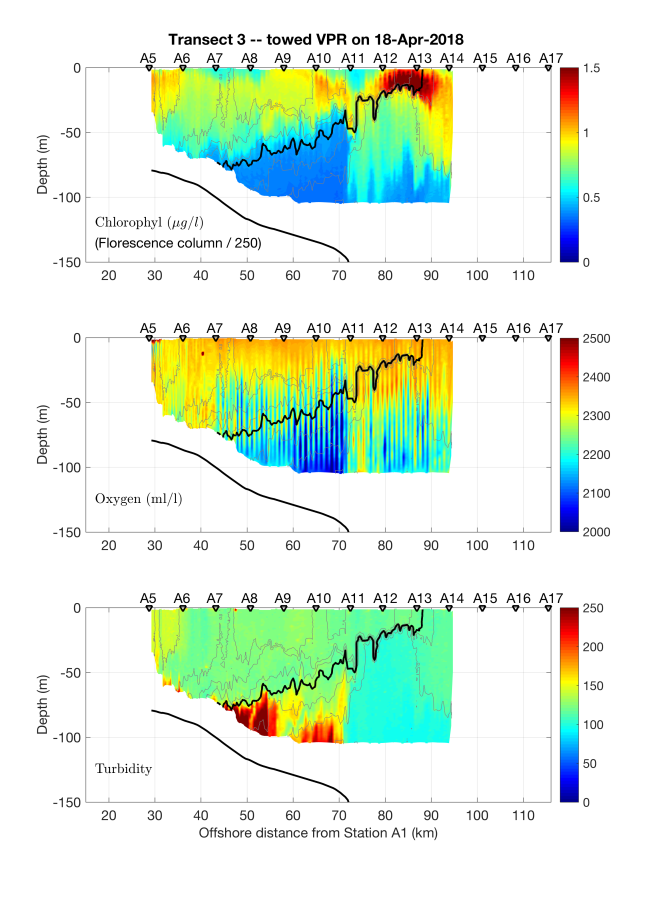 Transect 3 -- towed VPR on 18-Apr-2018
A5 A6 A7 A8 A9 A10 A11 A12 A13 A14 A15 A16 A17
0
-50
-100
-150
Depth (m)
Chlorophyl (μg/l)
(Florescence column / 250)
20 30 40 50 60 70 80 90 100 110
1.5
1
0.5
0
A5 A6 A7 A8 A9 A10 A11 A12 A13 A14 A15 A16 A17
0
-50
-100
-150
Depth (m)
Oxygen (ml/l)
20 30 40 50 60 70 80 90 100 110
2500
2400
2300
2200
2100
2000
A5 A6 A7 A8 A9 A10 A11 A12 A13 A14 A15 A16 A17
0
-50
-100
-150
Depth (m)
Turbidity
20 30 40 50 60 70 80 90 100 110
Offshore distance from Station A1 (km)
250
200
150
100
50
0